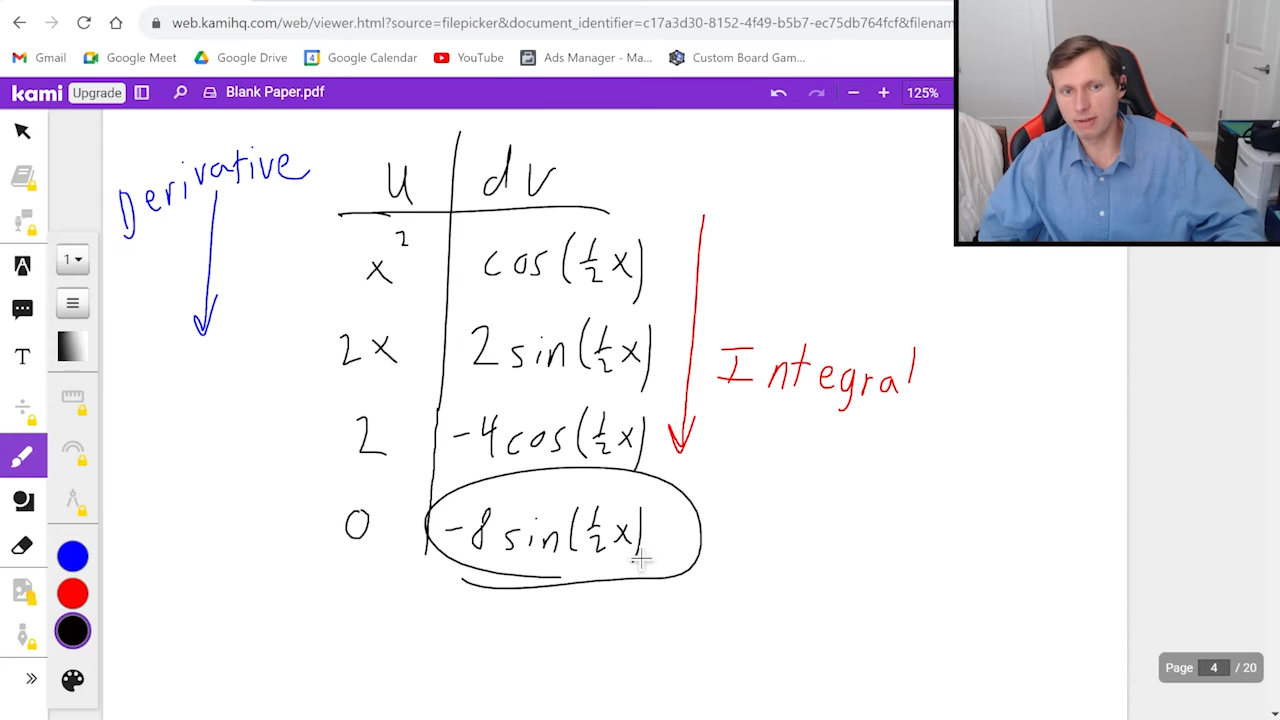 web.kamihq.com/web/viewer.html?source=filepicker&document_identifier=c17a3d30-8152-4f49-b5b7-ec75db764fcf&filenam
Gmail Google Meet Google Drive Google Calendar YouTube Ads Manager - Ma... Custom Board Gam...
kami Upgrade Blank Paper.pdf 125%
Derivative
u dv
x² cos(½x)
2x 2sin(½x)
2 -4cos(½x)
0 -8sin(½x)
Integral
1
A
T
Page 4 / 20